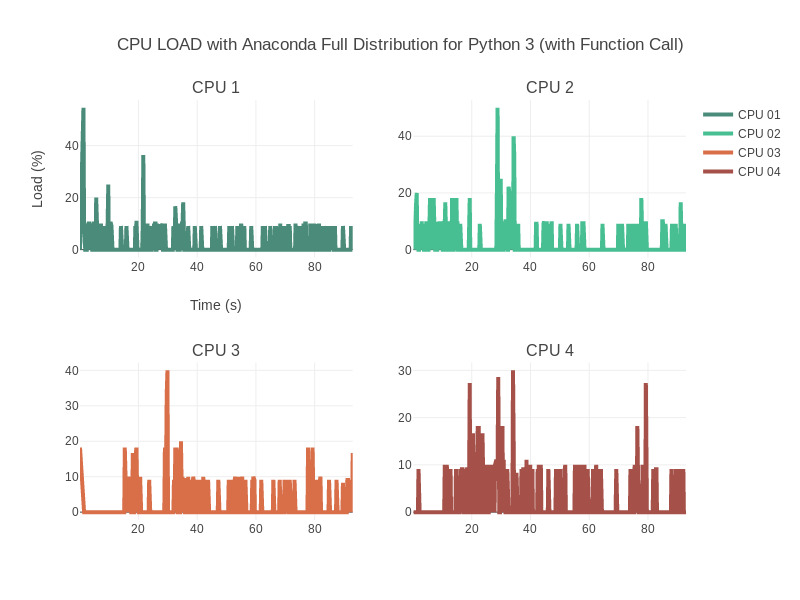 CPU LOAD with Anaconda Full Distribution for Python 3 (with Function Call)
CPU 1
CPU 2
CPU 01
CPU 02
CPU 03
CPU 04
Load (%)
40
20
0
20
40
60
80
40
20
0
20
40
60
80
Time (s)
CPU 3
CPU 4
40
30
20
10
0
20
40
60
80
30
20
10
0
20
40
60
80